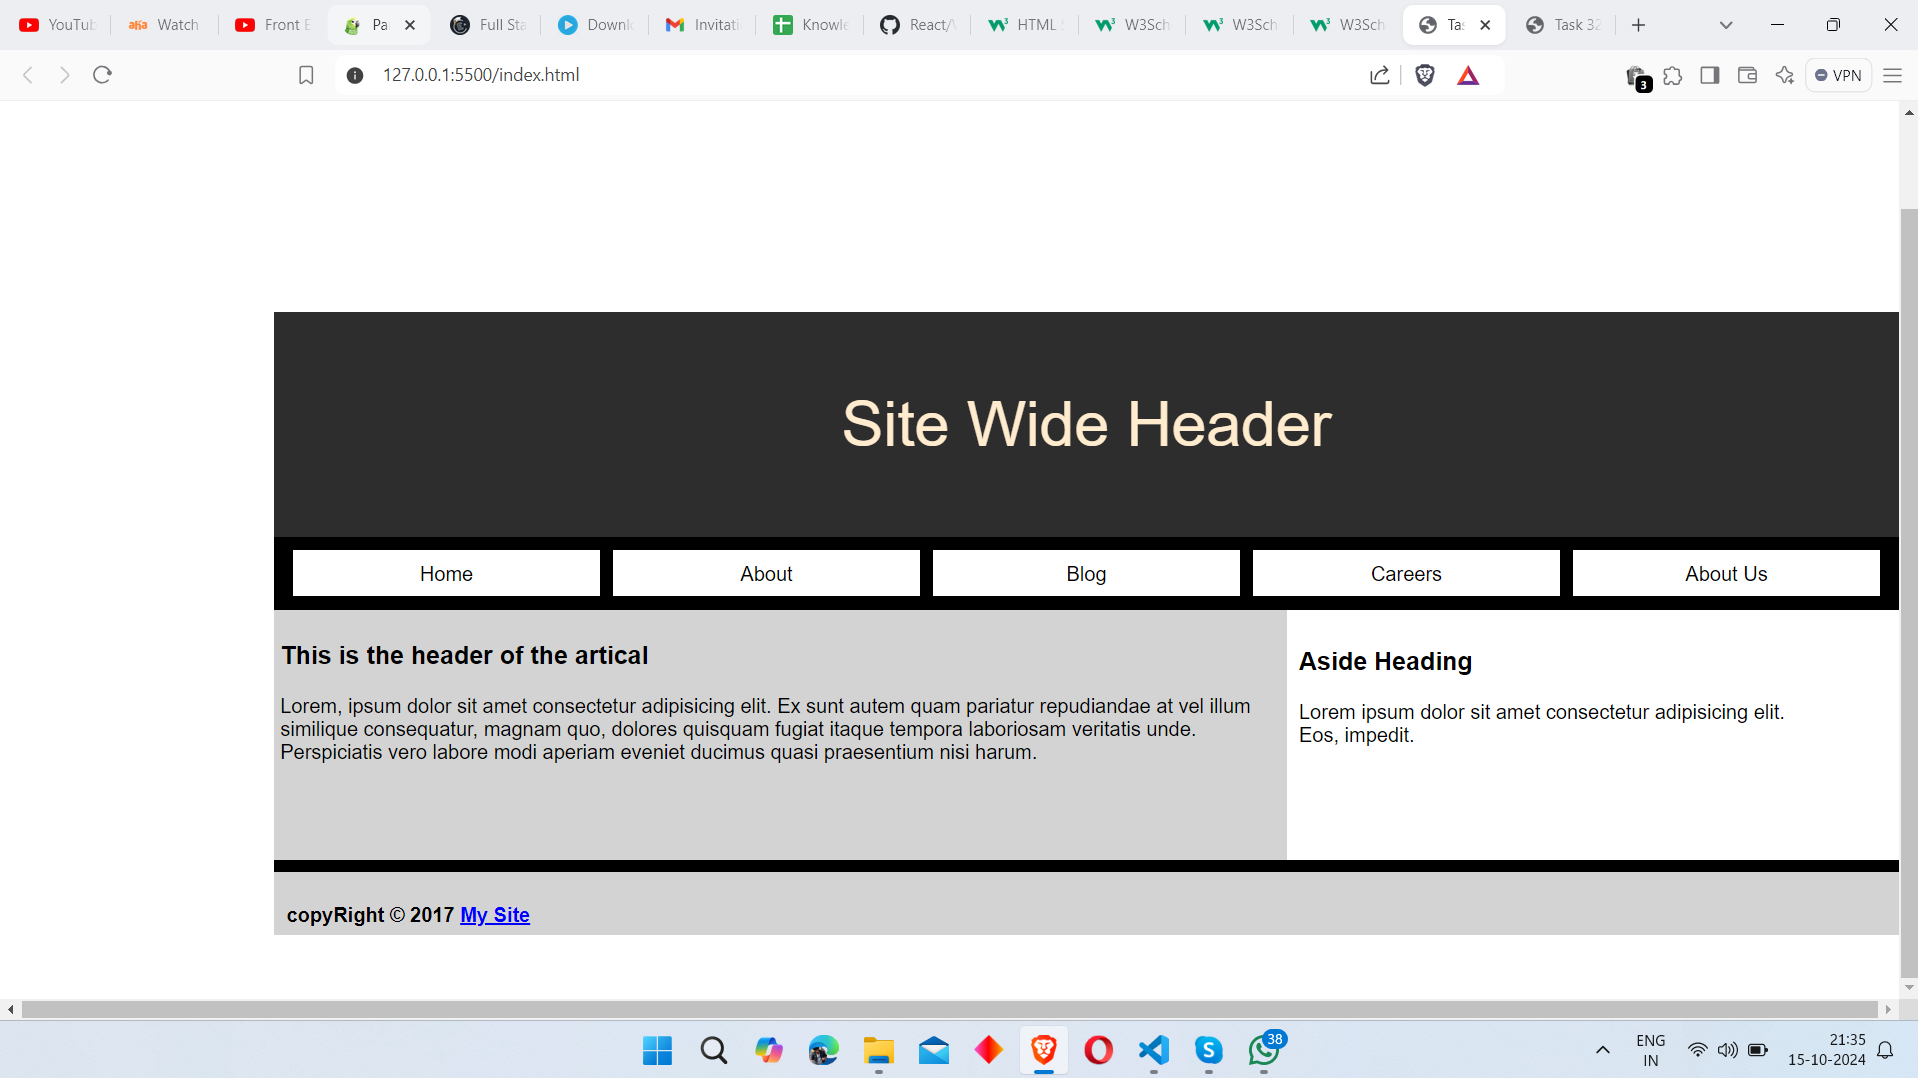 YouTub
aha Watch
Front E
Pa
Full Sta
Downlo
Invitati
Knowle
React/V
HTML
W3Sch
W3Sch
W3Sch
Tas
Task 32
127.0.0.1:5500/index.html
3
VPN
Site Wide Header
Home
About
Blog
Careers
About Us
This is the header of the artical
Lorem, ipsum dolor sit amet consectetur adipisicing elit. Ex sunt autem quam pariatur repudiandae at vel illum
similique consequatur, magnam quo, dolores quisquam fugiat itaque tempora laboriosam veritatis unde.
Perspiciatis vero labore modi aperiam eveniet ducimus quasi praesentium nisi harum.
Aside Heading
Lorem ipsum dolor sit amet consectetur adipisicing elit.
Eos, impedit.
copyRight © 2017 My Site
38
ENG
IN
21:35
15-10-2024